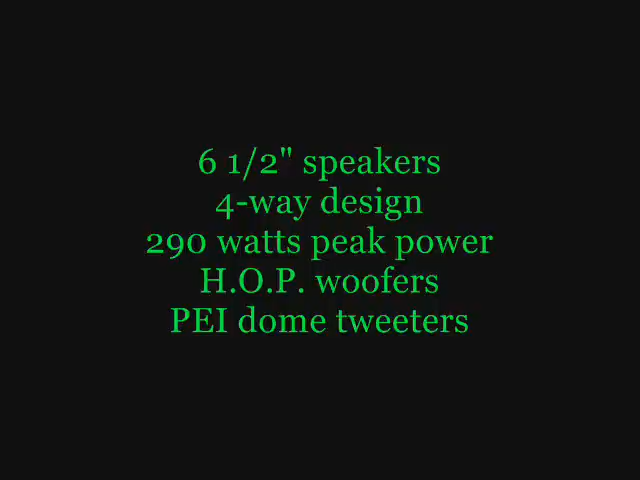 6 1/2" speakers
4-way design
290 watts peak power
H.O.P. woofers
PEI dome tweeters